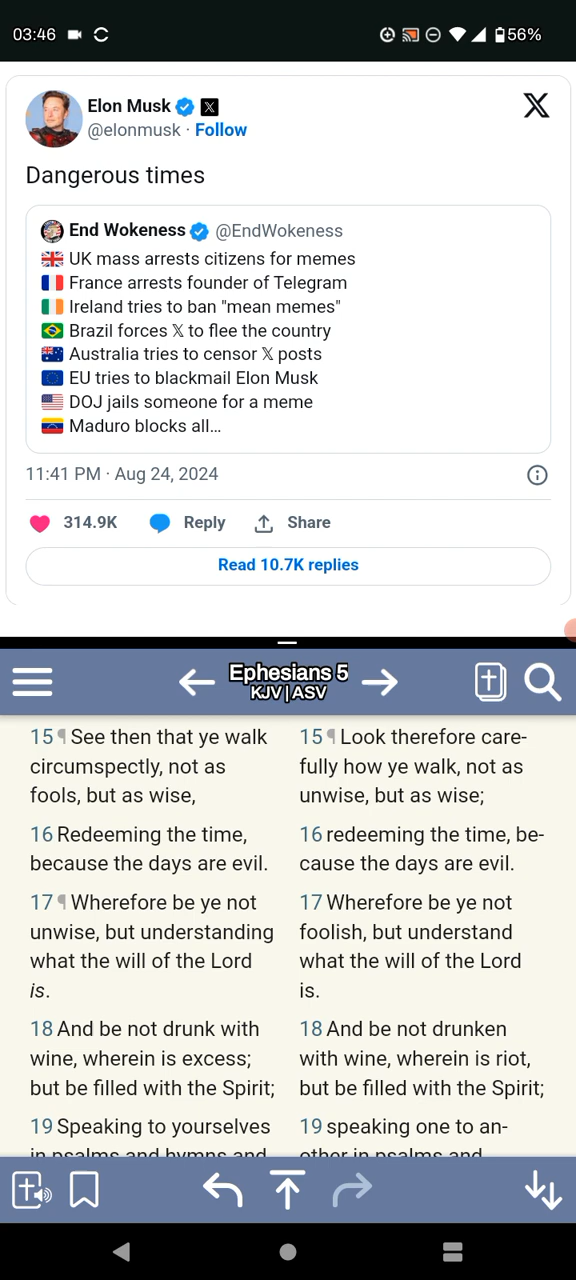 03:46
56%
Elon Musk
@elonmusk · Follow
Dangerous times
End Wokeness @EndWokeness
🇬🇧 UK mass arrests citizens for memes
🇫🇷 France arrests founder of Telegram
🇮🇪 Ireland tries to ban "mean memes"
🇧🇷 Brazil forces 𝕏 to flee the country
🇦🇺 Australia tries to censor 𝕏 posts
🇪🇺 EU tries to blackmail Elon Musk
🇺🇸 DOJ jails someone for a meme
🇻🇪 Maduro blocks all...
11:41 PM · Aug 24, 2024
314.9K Reply Share
Read 10.7K replies
Ephesians 5
KJV|ASV
15 ¶ See then that ye walk
circumspectly, not as
fools, but as wise,
16 Redeeming the time,
because the days are evil.
17 ¶ Wherefore be ye not
unwise, but understanding
what the will of the Lord
is.
18 And be not drunk with
wine, wherein is excess;
but be filled with the Spirit;
19 Speaking to yourselves
in psalms and hymns and
15 ¶ Look therefore care-
fully how ye walk, not as
unwise, but as wise;
16 redeeming the time, be-
cause the days are evil.
17 Wherefore be ye not
foolish, but understand
what the will of the Lord
is.
18 And be not drunken
with wine, wherein is riot,
but be filled with the Spirit;
19 speaking one to an-
other in psalms and